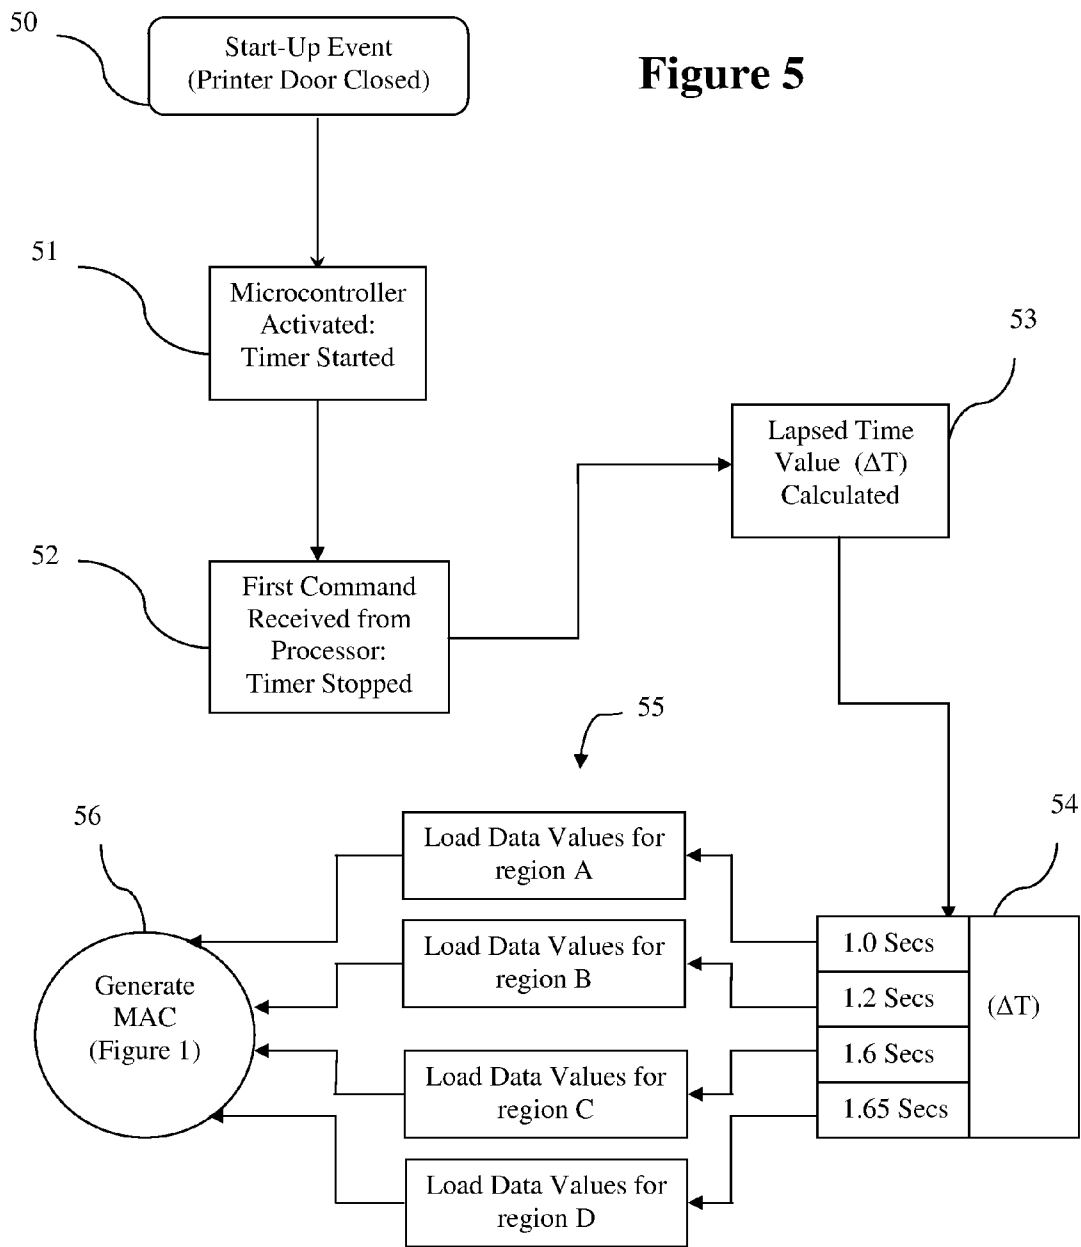 50
Start-Up Event
(Printer Door Closed)
Figure 5
51
Microcontroller
Activated:
Timer Started
53
Lapsed Time
Value (ΔT)
Calculated
52
First Command
Received from
Processor:
Timer Stopped
55
54
56
Load Data Values for
region A
Load Data Values for
region B
Load Data Values for
region C
Load Data Values for
region D
1.0 Secs
1.2 Secs
1.6 Secs
1.65 Secs
(ΔT)
Generate
MAC
(Figure 1)